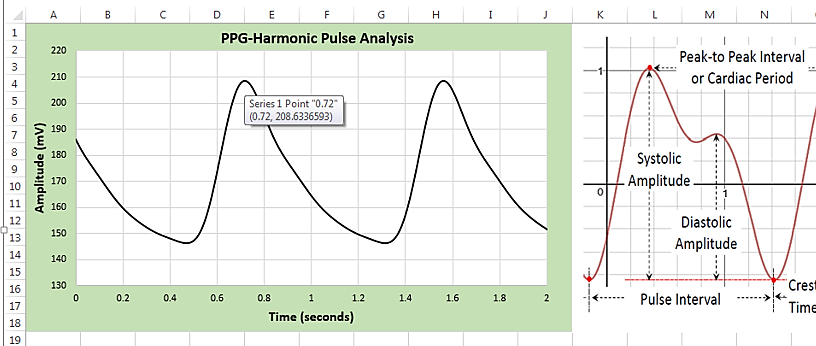 A B C D E F G H I J K L M N
1
2
3
4
5
6
7
8
9
10
11
12
13
14
15
16
17
18
19
PPG-Harmonic Pulse Analysis
220
210
200
190
180
170
160
150
140
130
Amplitude (mV)
Series 1 Point "0.72"
(0.72, 208.6336593)
0 0.2 0.4 0.6 0.8 1 1.2 1.4 1.6 1.8 2
Time (seconds)
Peak-to Peak Interval
or Cardiac Period
1
Systolic
Amplitude
0
1
Diastolic
Amplitude
Pulse Interval
Crest
Time